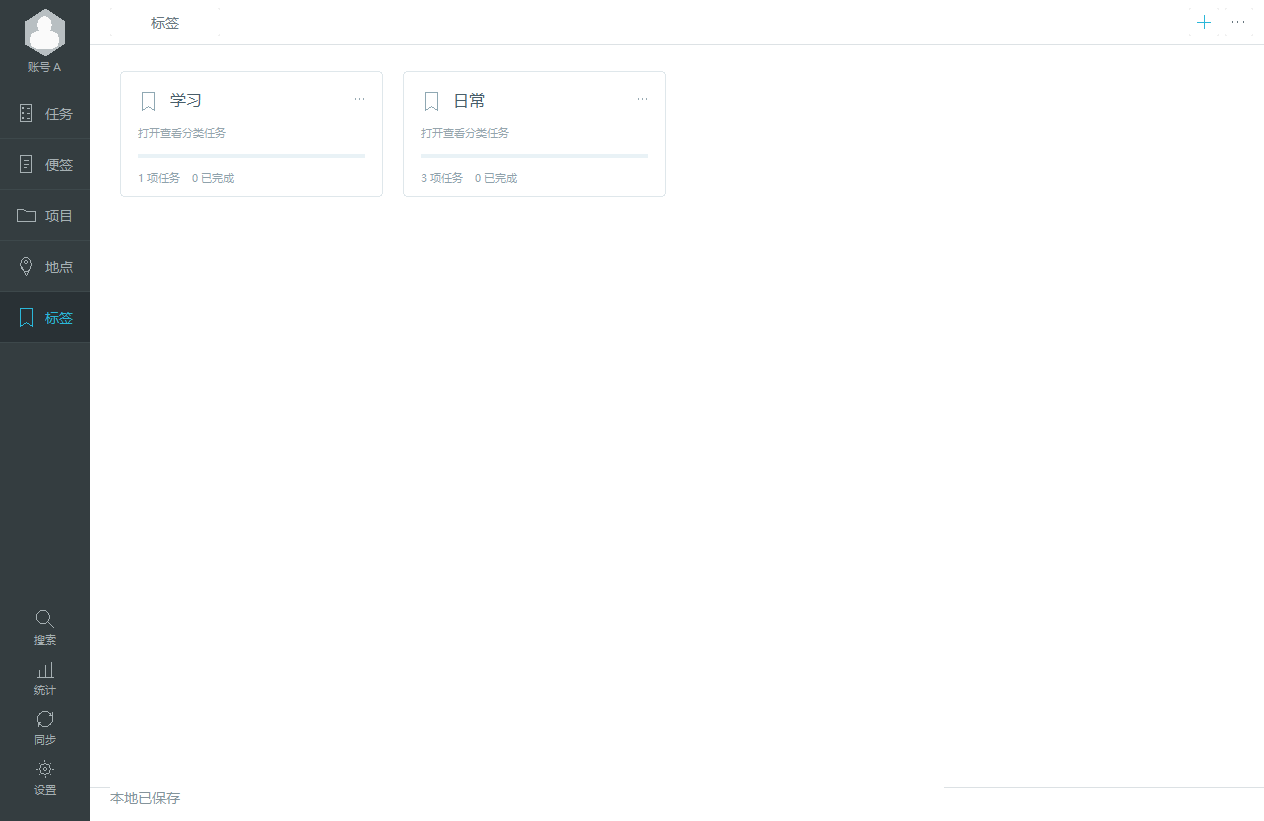 账号 A
任务
便签
项目
地点
标签
搜索
统计
同步
设置
标签
学习
打开查看分类任务
1 项任务 0 已完成
日常
打开查看分类任务
3 项任务 0 已完成
本地已保存